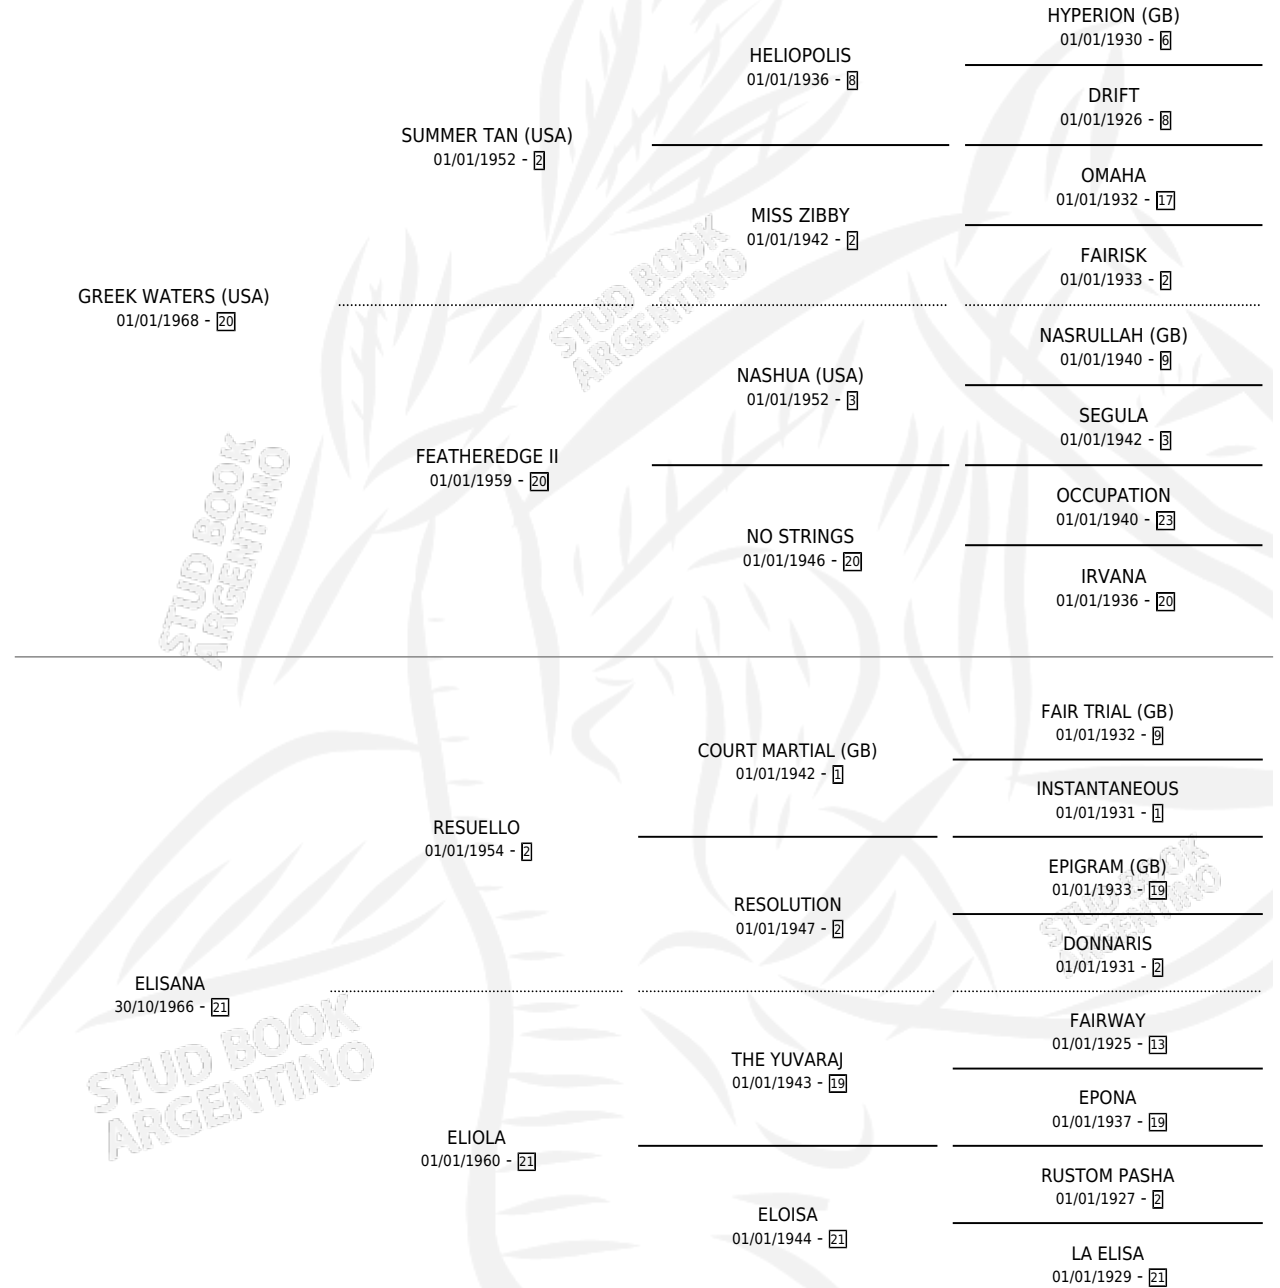 HYPERION (GB)
01/01/1930 - 6
HELIOPOLIS
01/01/1936 - 8
DRIFT
01/01/1926 - 8
SUMMER TAN (USA)
01/01/1952 - 2
OMAHA
01/01/1932 - 17
MISS ZIBBY
01/01/1942 - 2
FAIRISK
01/01/1933 - 2
GREEK WATERS (USA)
01/01/1968 - 20
STUD BOOK
ARGENTINO
NASRULLAH (GB)
01/01/1940 - 9
NASHUA (USA)
01/01/1952 - 3
SEGULA
01/01/1942 - 3
FEATHEREDGE II
01/01/1959 - 20
OCCUPATION
01/01/1940 - 23
NO STRINGS
01/01/1946 - 20
IRVANA
01/01/1936 - 20
STUD BOOK
ARGENTINO
FAIR TRIAL (GB)
01/01/1932 - 9
COURT MARTIAL (GB)
01/01/1942 - 1
INSTANTANEOUS
01/01/1931 - 1
RESUELLO
01/01/1954 - 2
EPIGRAM (GB)
01/01/1933 - 19
RESOLUTION
01/01/1947 - 2
DONNARIS
01/01/1931 - 2
STUD BOOK
ARGENTINO
ELISANA
30/10/1966 - 21
FAIRWAY
01/01/1925 - 13
THE YUVARAJ
01/01/1943 - 19
EPONA
01/01/1937 - 19
STUD BOOK
ARGENTINO
ELIOLA
01/01/1960 - 21
RUSTOM PASHA
01/01/1927 - 2
ELOISA
01/01/1944 - 21
LA ELISA
01/01/1929 - 21